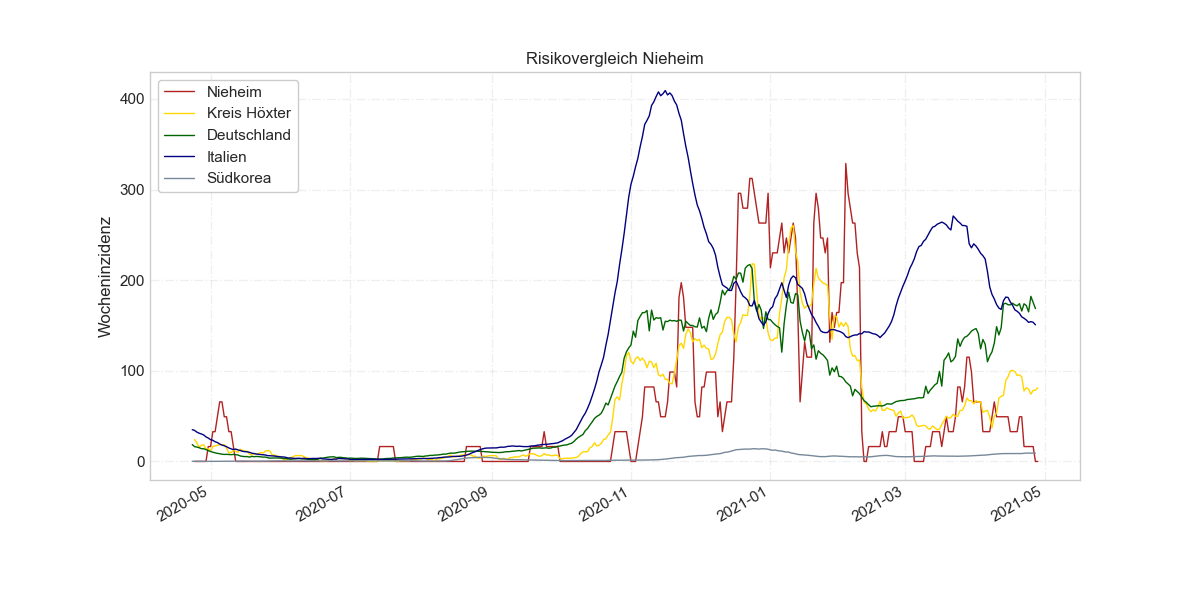 Risikovergleich Nieheim
Nieheim
Kreis Höxter
Deutschland
Italien
Südkorea
Wocheninzidenz
400
300
200
100
0
2020-05
2020-07
2020-09
2020-11
2021-01
2021-03
2021-05